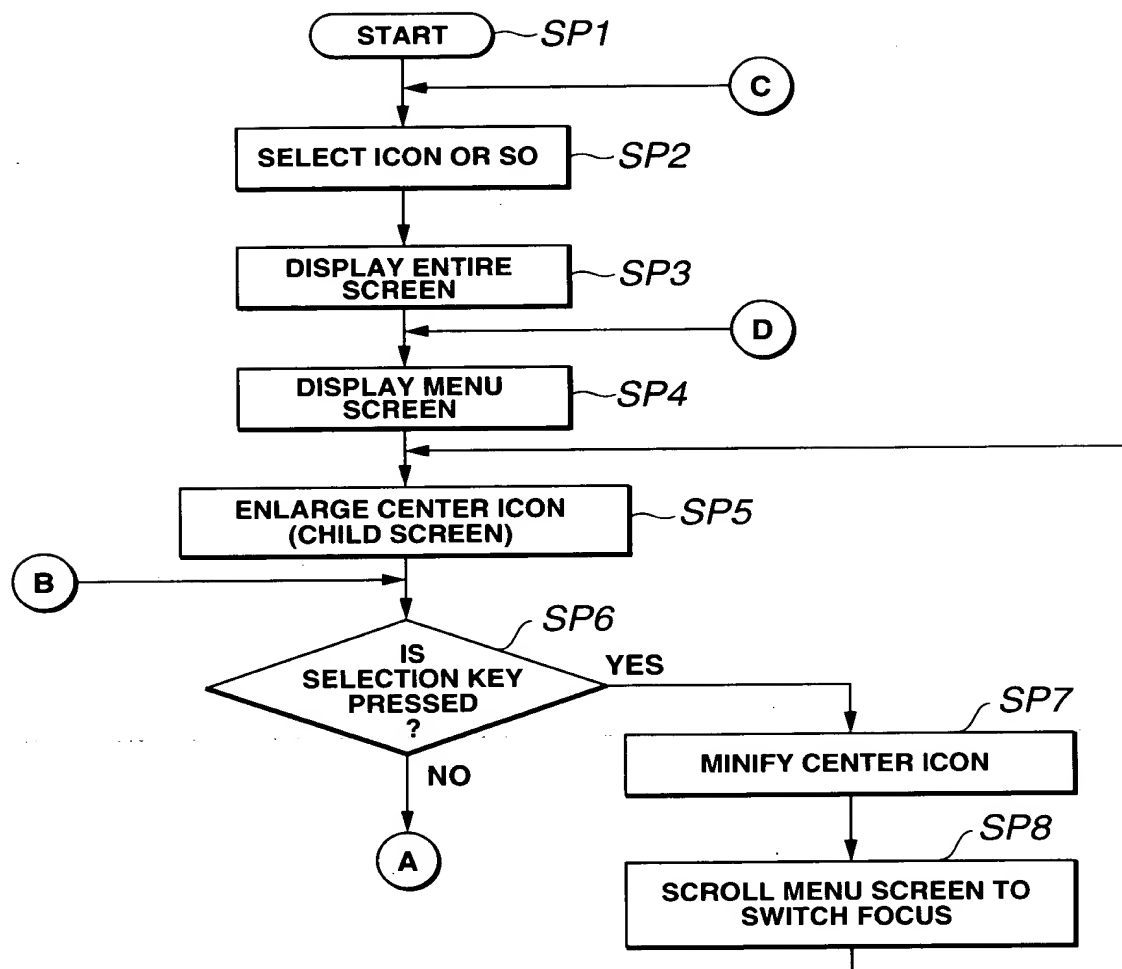 START
SP1
C
SELECT ICON OR SO
SP2
DISPLAY ENTIRE
SCREEN
SP3
D
DISPLAY MENU
SCREEN
SP4
ENLARGE CENTER ICON
(CHILD SCREEN)
SP5
B
SP6
IS
SELECTION KEY
PRESSED
?
YES
SP7
MINIFY CENTER ICON
NO
SP8
A
SCROLL MENU SCREEN TO
SWITCH FOCUS